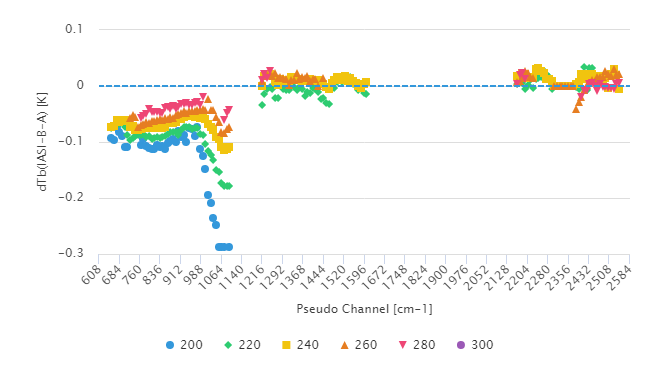 0.1
0
-0.1
-0.2
-0.3
dTb(IASI-B-A) [K]
608 684 760 836 912 988 1064 1140 1216 1292 1368 1444 1520 1596 1672 1748 1824 1900 1976 2052 2128 2204 2280 2356 2432 2508 2584
Pseudo Channel [cm-1]
200 220 240 260 280 300